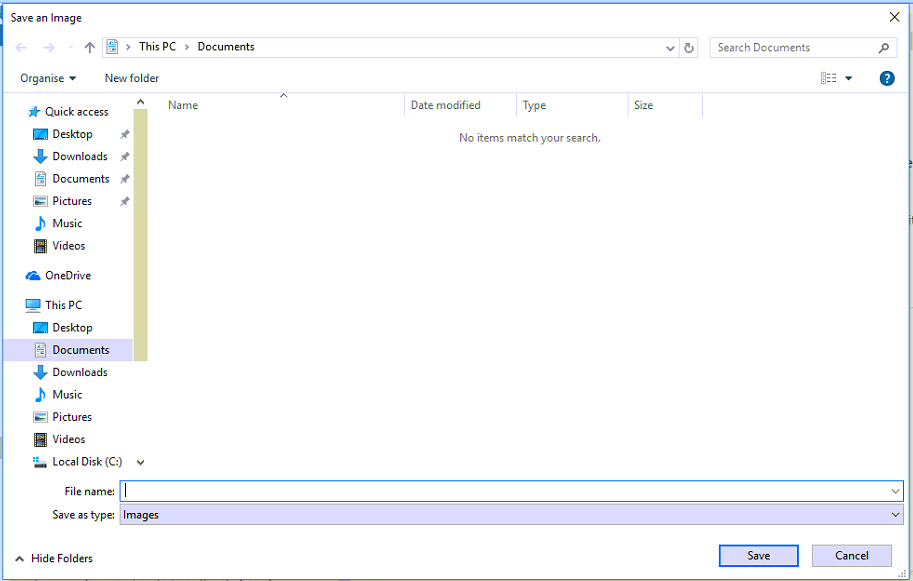 Save an Image
This PC > Documents
Search Documents
Organise
New folder
?
Name
Date modified
Type
Size
No items match your search.
Quick access
Desktop
Downloads
Documents
Pictures
Music
Videos
OneDrive
This PC
Desktop
Documents
Downloads
Music
Pictures
Videos
Local Disk (C:)
File name:
Save as type: Images
Hide Folders
Save
Cancel